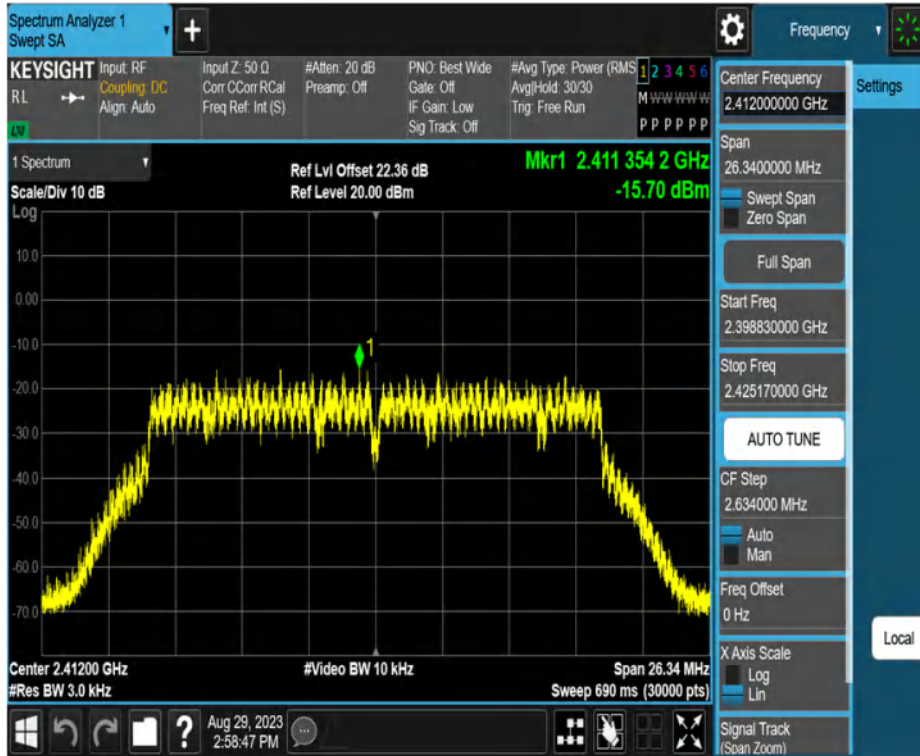 Spectrum Analyzer 1
Swept SA
Frequency
KEYSIGHT
RL
LXI
Input: RF
Coupling: DC
Align: Auto
Input Z: 50 Ω
Corr CCorr RCal
Freq Ref: Int (S)
#Atten: 20 dB
Preamp: Off
PNO: Best Wide
Gate: Off
IF Gain: Low
Sig Track: Off
#Avg Type: Power (RMS
Avg|Hold: 30/30
Trig: Free Run
1 2 3 4 5 6
M W W W W W
P P P P P P
Center Frequency
2.412000000 GHz
Settings
Span
26.3400000 MHz
Swept Span
Zero Span
Full Span
Start Freq
2.398830000 GHz
Stop Freq
2.425170000 GHz
AUTO TUNE
CF Step
2.634000 MHz
Auto
Man
Freq Offset
0 Hz
X Axis Scale
Log
Lin
Local
Signal Track
(Span Zoom)
1 Spectrum
Scale/Div 10 dB
Log
Ref Lvl Offset 22.36 dB
Ref Level 20.00 dBm
Mkr1 2.411 354 2 GHz
-15.70 dBm
10.0
0.00
-10.0
1
-20.0
-30.0
-40.0
-50.0
-60.0
-70.0
Center 2.41200 GHz
#Video BW 10 kHz
Span 26.34 MHz
#Res BW 3.0 kHz
Sweep 690 ms (30000 pts)
?
Aug 29, 2023
2:58:47 PM